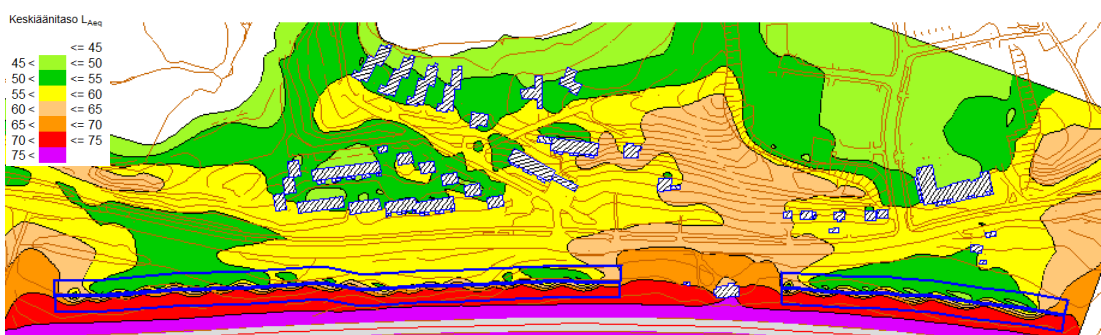 Keskiäänitaso LAeq
<= 45
45 < <= 50
50 < <= 55
55 < <= 60
60 < <= 65
65 < <= 70
70 < <= 75
75 <